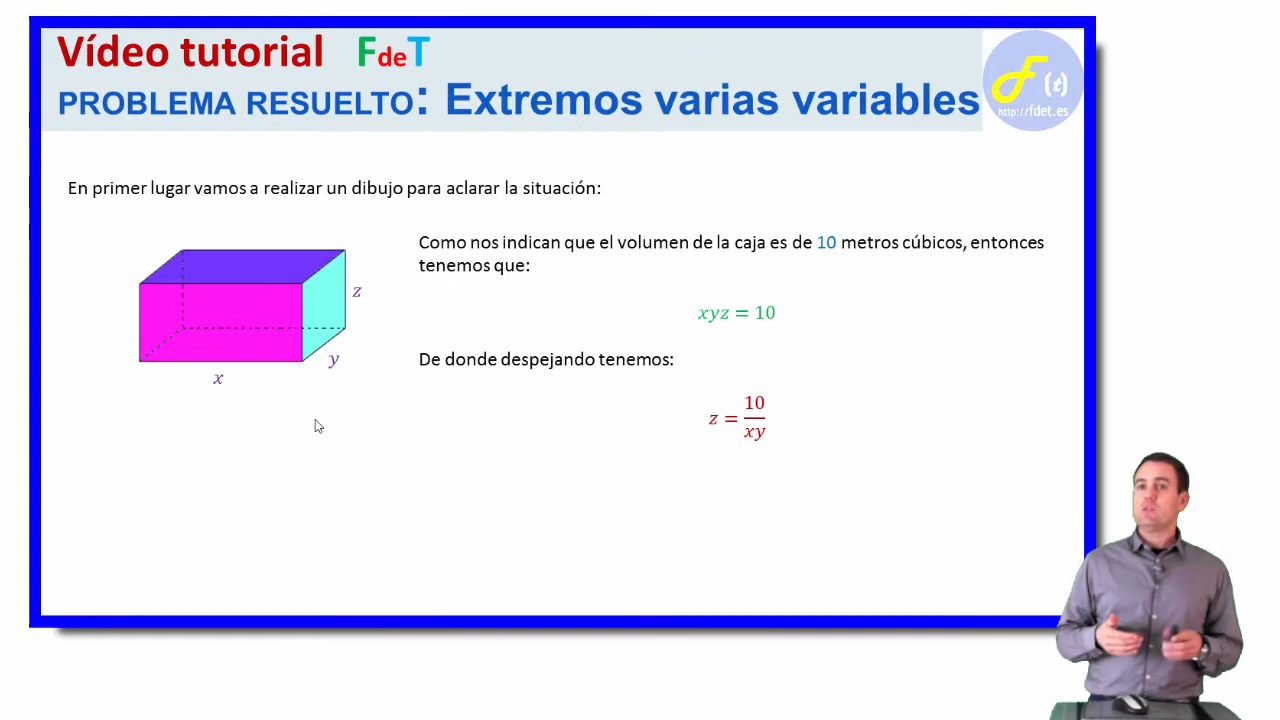 Vídeo tutorial FdeT
PROBLEMA RESUELTO: Extremos varias variables
F(t)
http://fdet.es
En primer lugar vamos a realizar un dibujo para aclarar la situación:
Como nos indican que el volumen de la caja es de 10 metros cúbicos, entonces
tenemos que:
z
xyz = 10
y
De donde despejando tenemos:
x
z = 10/xy